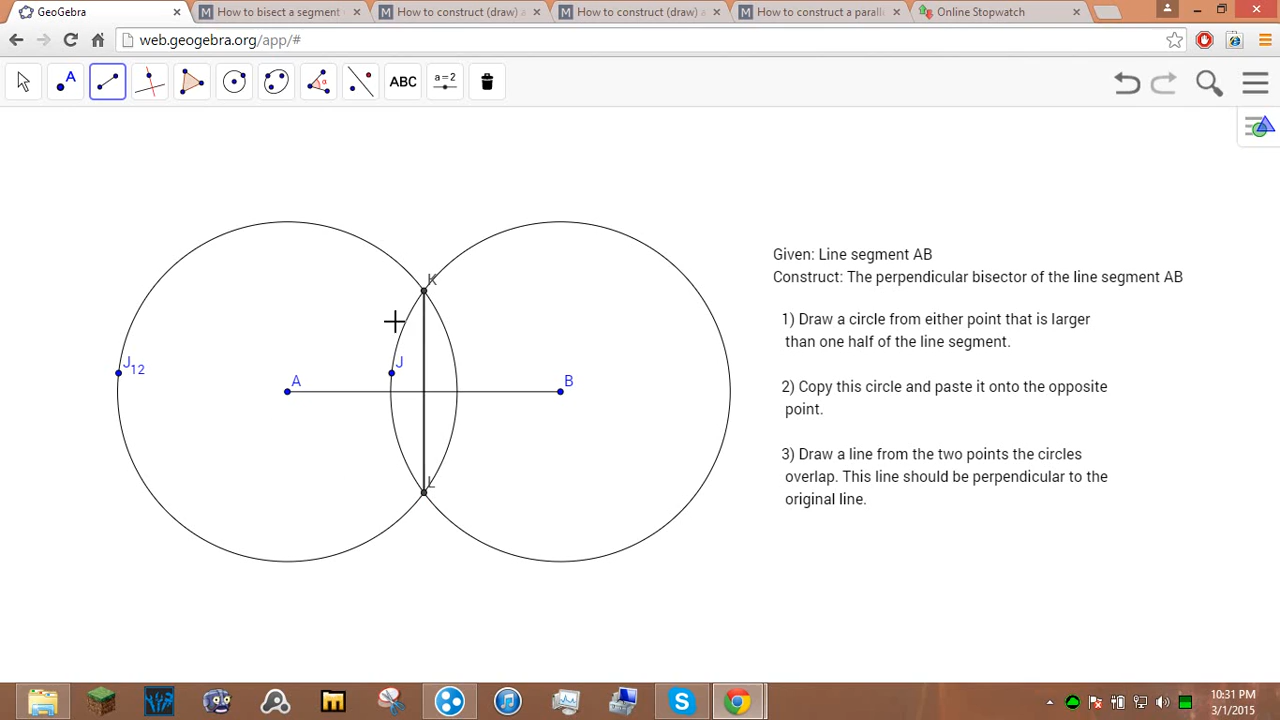 GeoGebra
How to bisect a segment
How to construct (draw) a
How to construct (draw) a
How to construct a paralle
Online Stopwatch
web.geogebra.org/app/#
A
α
ABC
a=2
K
J
J12
A
B
L
Given: Line segment AB
Construct: The perpendicular bisector of the line segment AB
1) Draw a circle from either point that is larger
than one half of the line segment.
2) Copy this circle and paste it onto the opposite
point.
3) Draw a line from the two points the circles
overlap. This line should be perpendicular to the
original line.
10:31 PM
3/1/2015